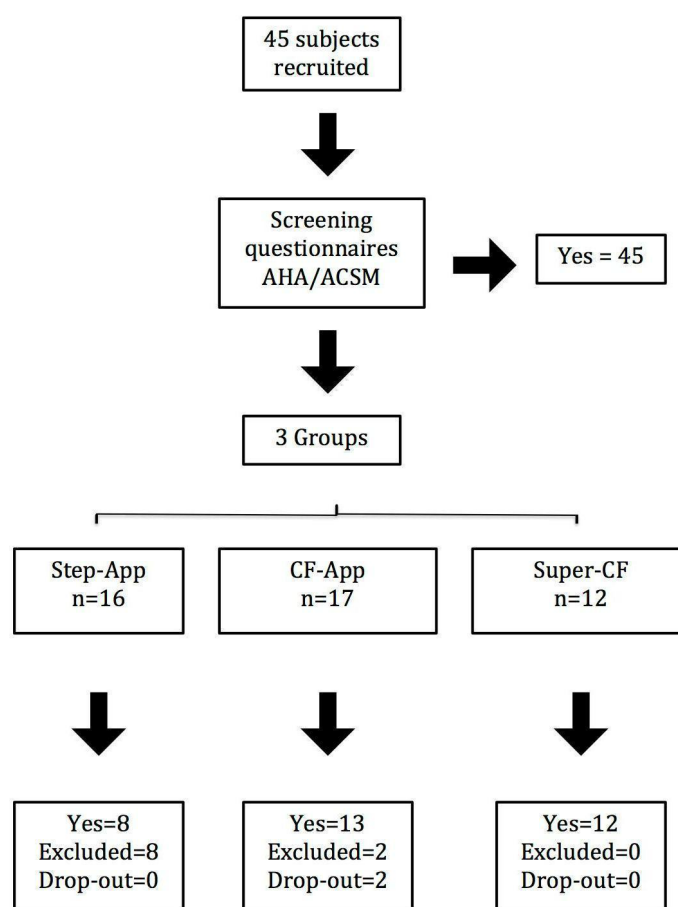 45 subjects
recruited
Screening
questionnaires
AHA/ACSM
Yes = 45
3 Groups
Step-App
n=16
CF-App
n=17
Super-CF
n=12
Yes=8
Excluded=8
Drop-out=0
Yes=13
Excluded=2
Drop-out=2
Yes=12
Excluded=0
Drop-out=0